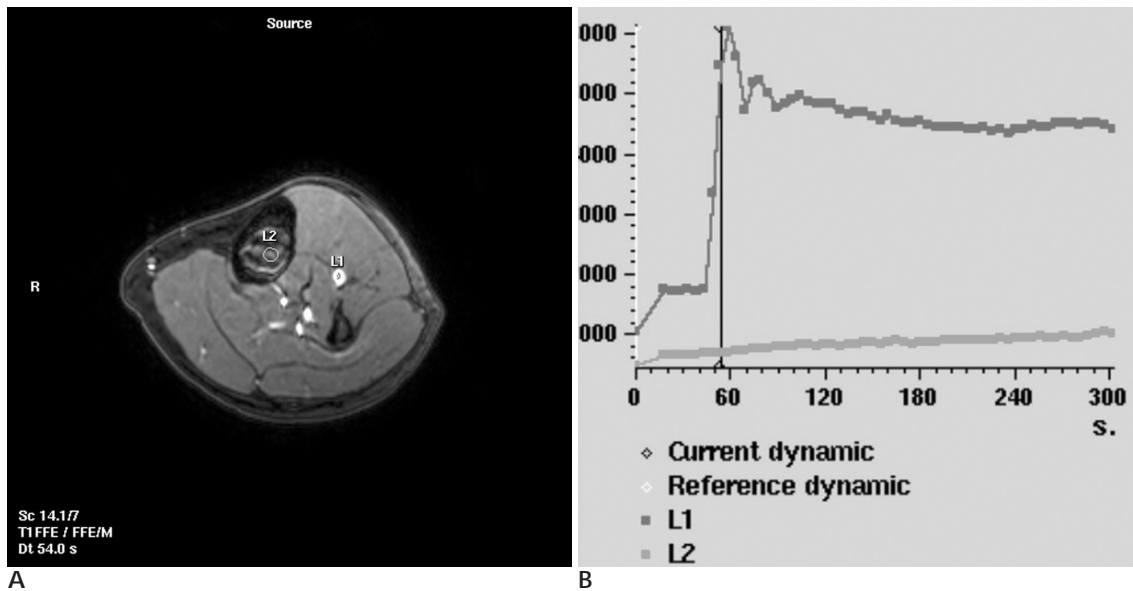 Source
L2
L1
R
Sc 14.1/7
T1FFE / FFE/M
Dt 54.0 s
A
000
000
000
000
000
000
0 60 120 180 240 300
s.
Current dynamic
Reference dynamic
L1
L2
B